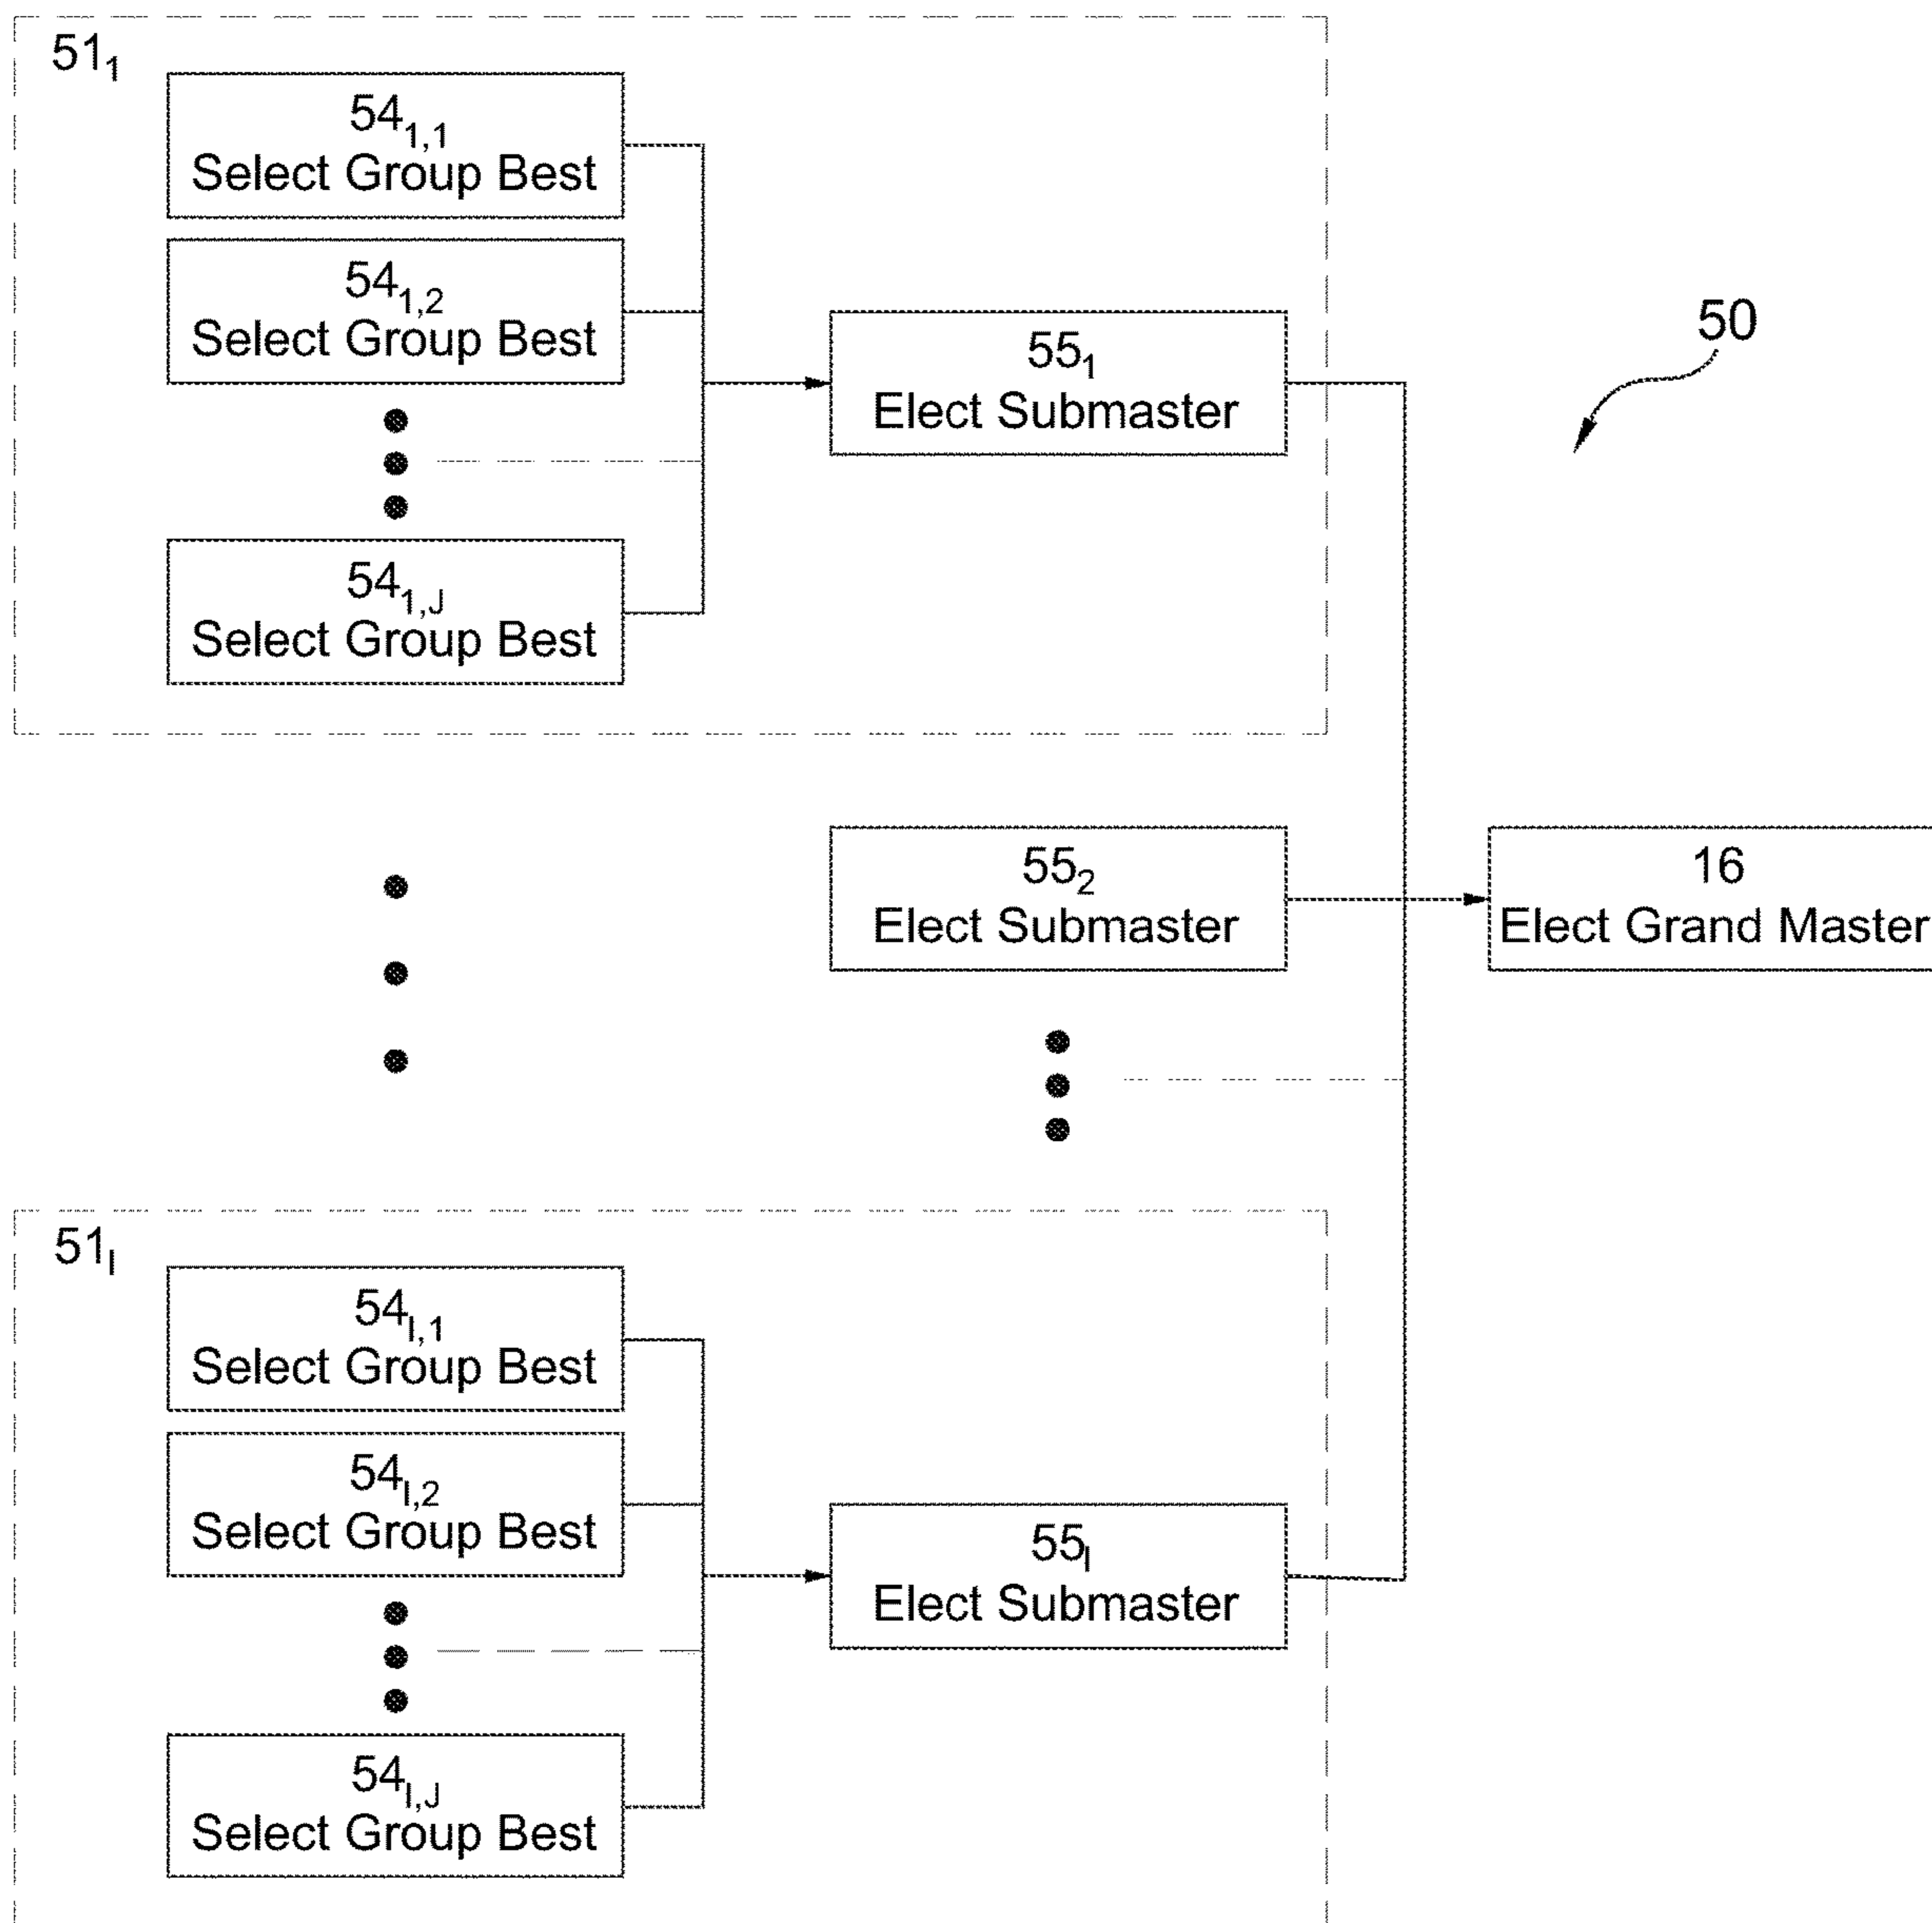 51₁
54₁,₁
Select Group Best
54₁,₂
Select Group Best
54₁,J
Select Group Best
55₁
Elect Submaster
50
55₂
Elect Submaster
16
Elect Grand Master
51I
54I,₁
Select Group Best
54I,₂
Select Group Best
54I,J
Select Group Best
55I
Elect Submaster